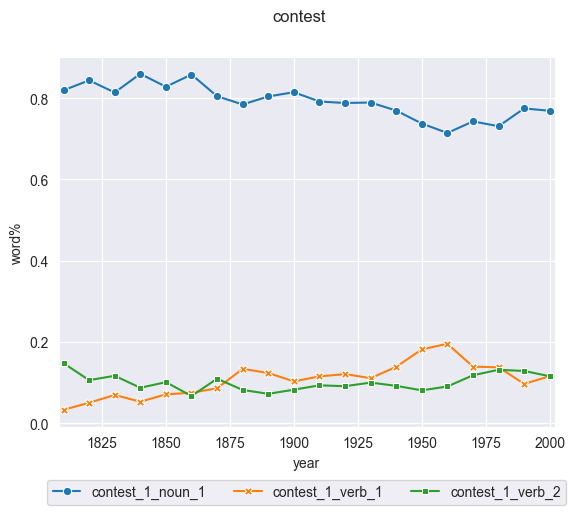 contest
word%
0.8
0.6
0.4
0.2
0.0
1825 1850 1875 1900 1925 1950 1975 2000
year
contest_1_noun_1 contest_1_verb_1 contest_1_verb_2